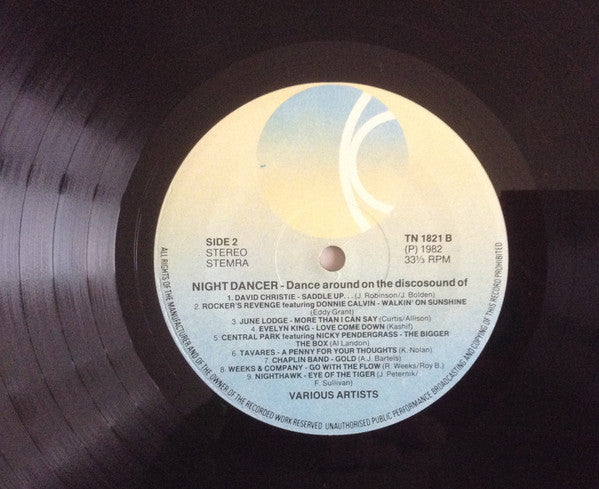 SIDE 2
STEREO
STEMRA
TN 1821 B
(P) 1982
33⅓ RPM
NIGHT DANCER - Dance around on the discosound of
1. DAVID CHRISTIE - SADDLE UP . . . (J. Robinson/J. Bolden)
2. ROCKER'S REVENGE featuring DONNIE CALVIN - WALKIN' ON SUNSHINE
(Eddy Grant)
3. JUNE LODGE - MORE THAN I CAN SAY (Curtis/Allison)
4. EVELYN KING - LOVE COME DOWN (Kashif)
5. CENTRAL PARK featuring NICKY PENDERGRASS - THE BIGGER
THE BOX (Al Landon)
6. TAVARES - A PENNY FOR YOUR THOUGHTS (K. Nolan)
7. CHAPLIN BAND - GOLD (A.J. Bartels)
8. WEEKS & COMPANY - GO WITH THE FLOW (R. Weeks/Roy B.)
9. NIGHTHAWK - EYE OF THE TIGER (J. Peternik/
F. Sullivan)
VARIOUS ARTISTS
ALL RIGHTS OF THE MANUFACTURER AND OF THE OWNER OF THE RECORDED WORK RESERVED UNAUTHORISED PUBLIC PERFORMANCE BROADCASTING AND COPYING OF THIS RECORD PROHIBITED